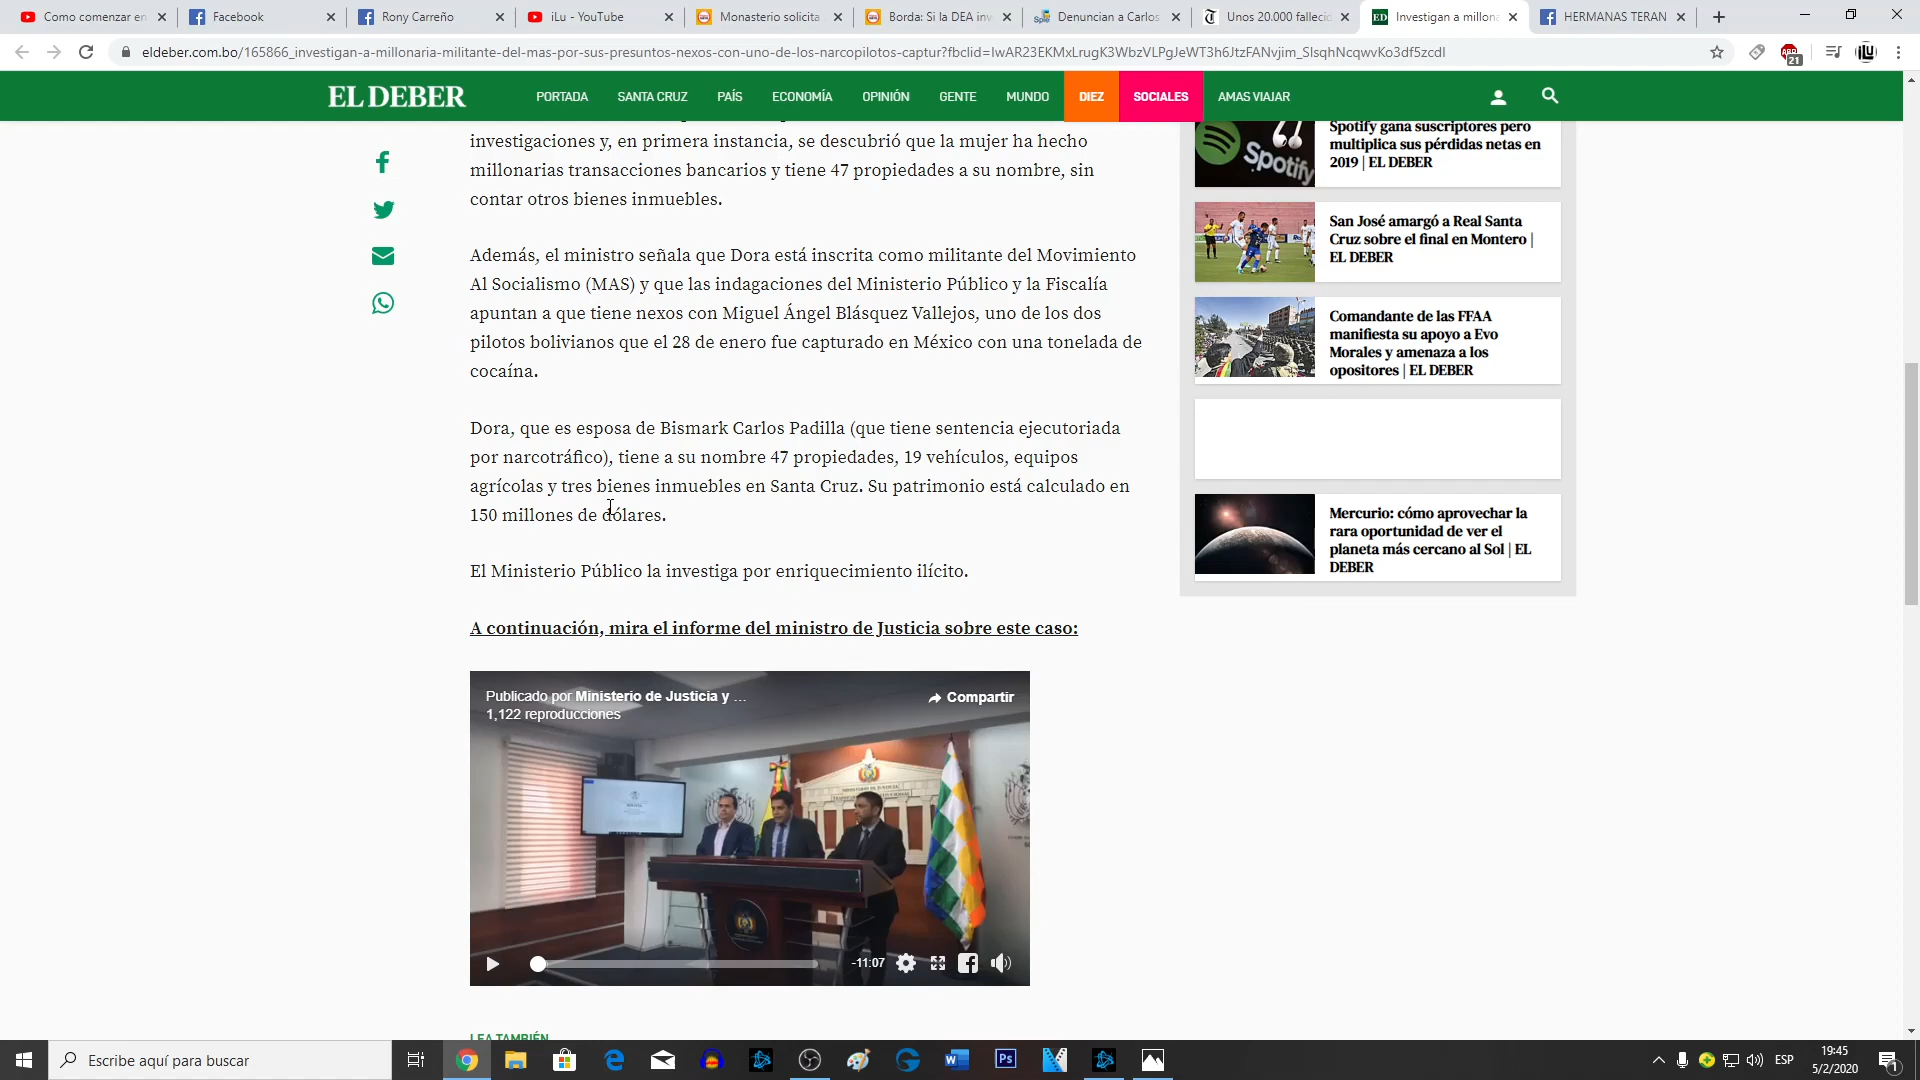 Como comenzar en
Facebook
Rony Carreño
iLu - YouTube
Monasterio solicita
Borda: Si la DEA inv
Denuncian a Carlos
Unos 20.000 falleci
Investigan a millona
HERMANAS TERAN
eldeber.com.bo/165866_investigan-a-millonaria-militante-del-mas-por-sus-presuntos-nexos-con-uno-de-los-narcopilotos-captur?fbclid=IwAR23EKMxLrugK3WbzVLPgJeWT3h6JtzFANvjim_SlsqhNcqwvKo3df5zcdI
21
EL DEBER
PORTADA
SANTA CRUZ
PAÍS
ECONOMÍA
OPINIÓN
GENTE
MUNDO
DIEZ
SOCIALES
AMAS VIAJAR
investigaciones y, en primera instancia, se descubrió que la mujer ha hecho
millonarias transacciones bancarios y tiene 47 propiedades a su nombre, sin
contar otros bienes inmuebles.
Además, el ministro señala que Dora está inscrita como militante del Movimiento
Al Socialismo (MAS) y que las indagaciones del Ministerio Público y la Fiscalía
apuntan a que tiene nexos con Miguel Ángel Blásquez Vallejos, uno de los dos
pilotos bolivianos que el 28 de enero fue capturado en México con una tonelada de
cocaína.
Dora, que es esposa de Bismark Carlos Padilla (que tiene sentencia ejecutoriada
por narcotráfico), tiene a su nombre 47 propiedades, 19 vehículos, equipos
agrícolas y tres bienes inmuebles en Santa Cruz. Su patrimonio está calculado en
150 millones de dólares.
El Ministerio Público la investiga por enriquecimiento ilícito.
A continuación, mira el informe del ministro de Justicia sobre este caso:
Publicado por Ministerio de Justicia y ...
1,122 reproducciones
Compartir
-11:07
LEA TAMBIÉN
Spotify
Spotify gana suscriptores pero
multiplica sus pérdidas netas en
2019 | EL DEBER
San José amargó a Real Santa
Cruz sobre el final en Montero |
EL DEBER
Comandante de las FFAA
manifiesta su apoyo a Evo
Morales y amenaza a los
opositores | EL DEBER
Mercurio: cómo aprovechar la
rara oportunidad de ver el
planeta más cercano al Sol | EL
DEBER
Escribe aquí para buscar
ESP
19:45
5/2/2020
1